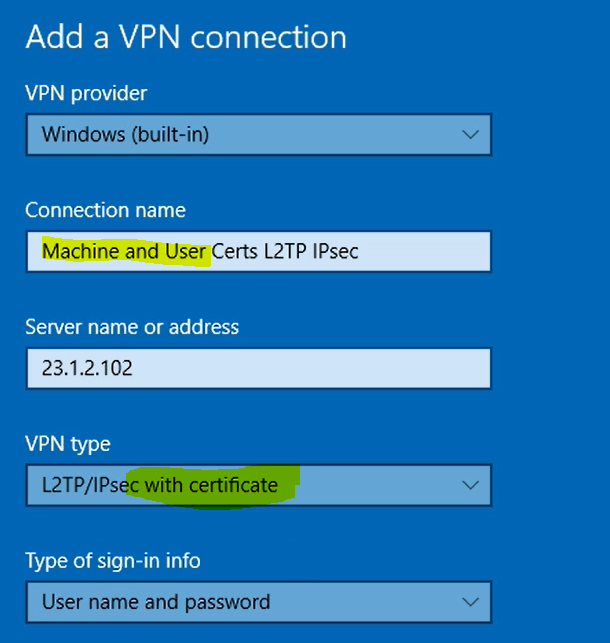 Add a VPN connection
VPN provider
Windows (built-in)
Connection name
Machine and User Certs L2TP IPsec
Server name or address
23.1.2.102
VPN type
L2TP/IPsec with certificate
Type of sign-in info
User name and password